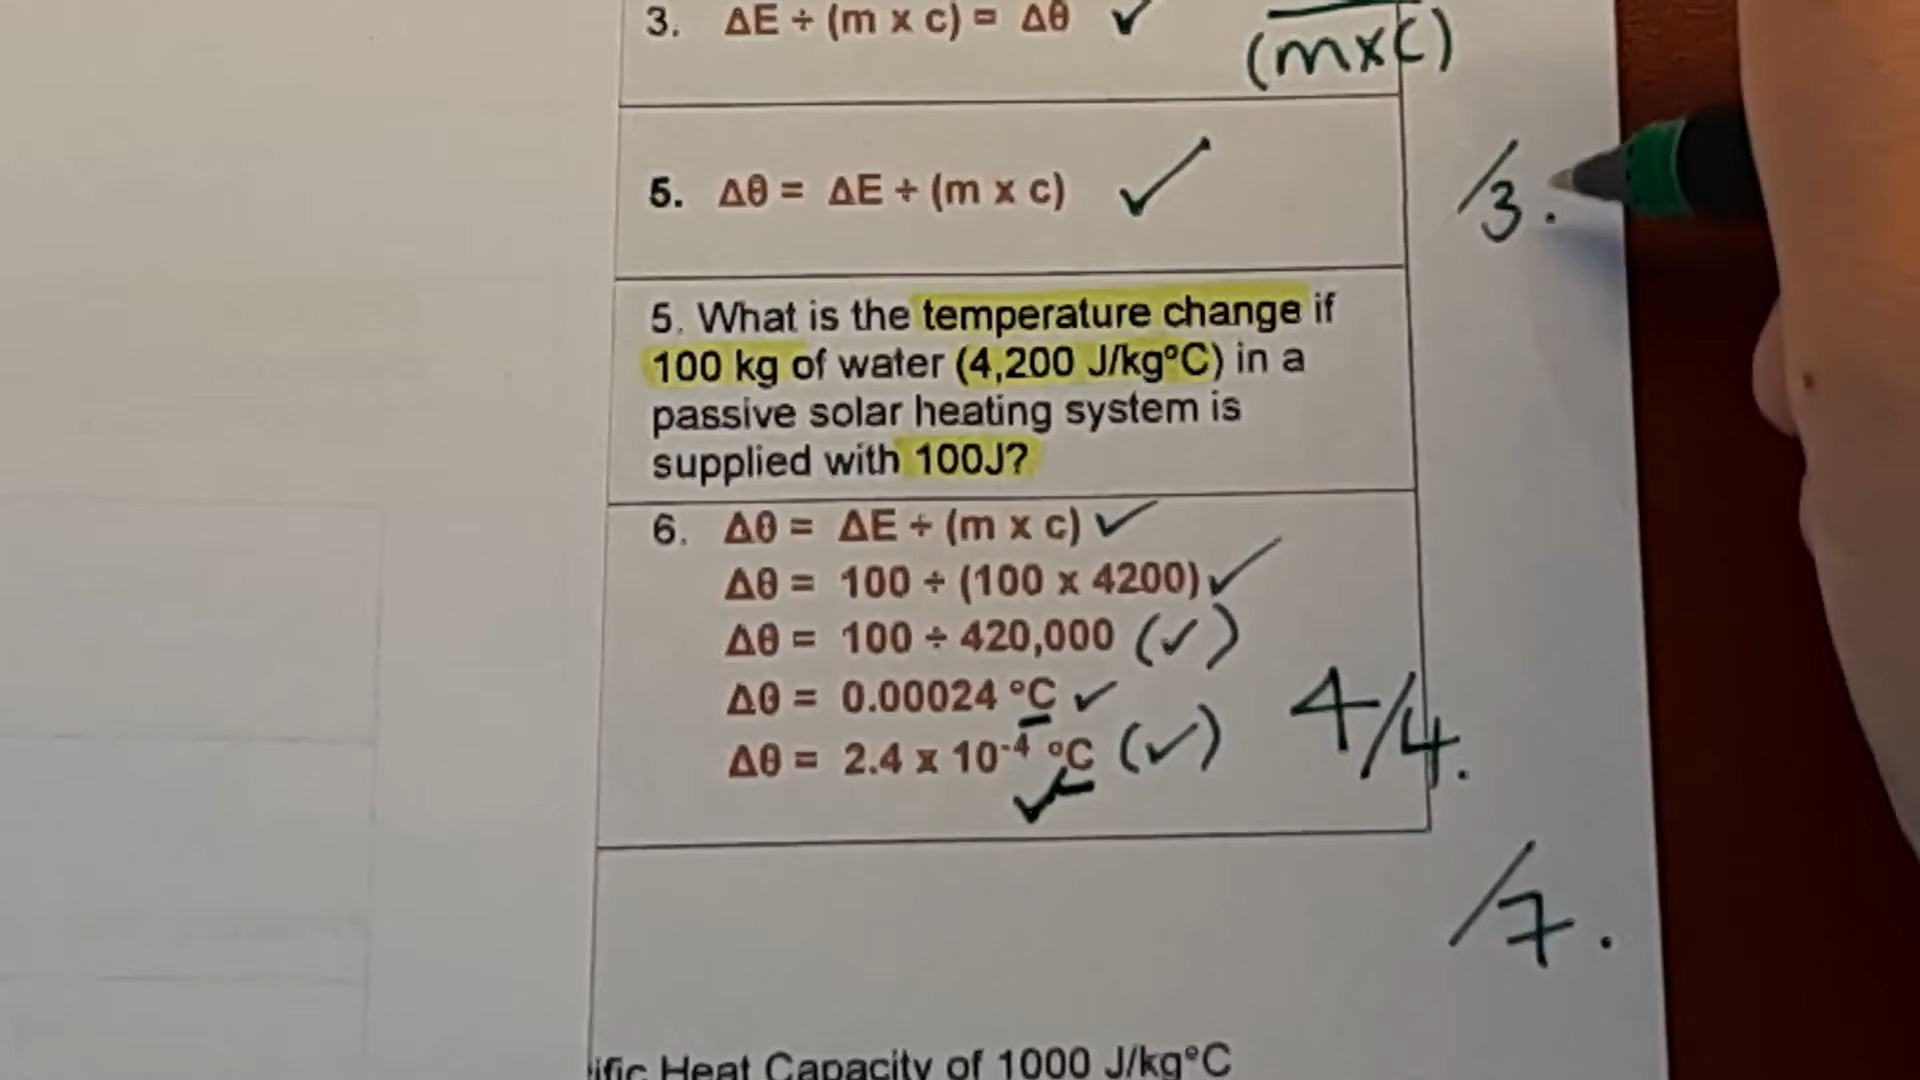 3. ΔE ÷ (m x c) = Δθ ✓
(m×c)
5. Δθ = ΔE ÷ (m x c) ✓
/3.
5. What is the temperature change if
100 kg of water (4,200 J/kg°C) in a
passive solar heating system is
supplied with 100J?
6. Δθ = ΔE ÷ (m x c) ✓
Δθ = 100 ÷ (100 x 4200) ✓
Δθ = 100 ÷ 420,000 (✓)
Δθ = 0.00024 °C ✓
Δθ = 2.4 x 10⁻⁴ °C (✓)
✓
4/4.
/7.
ific Heat Capacity of 1000 J/kg°C